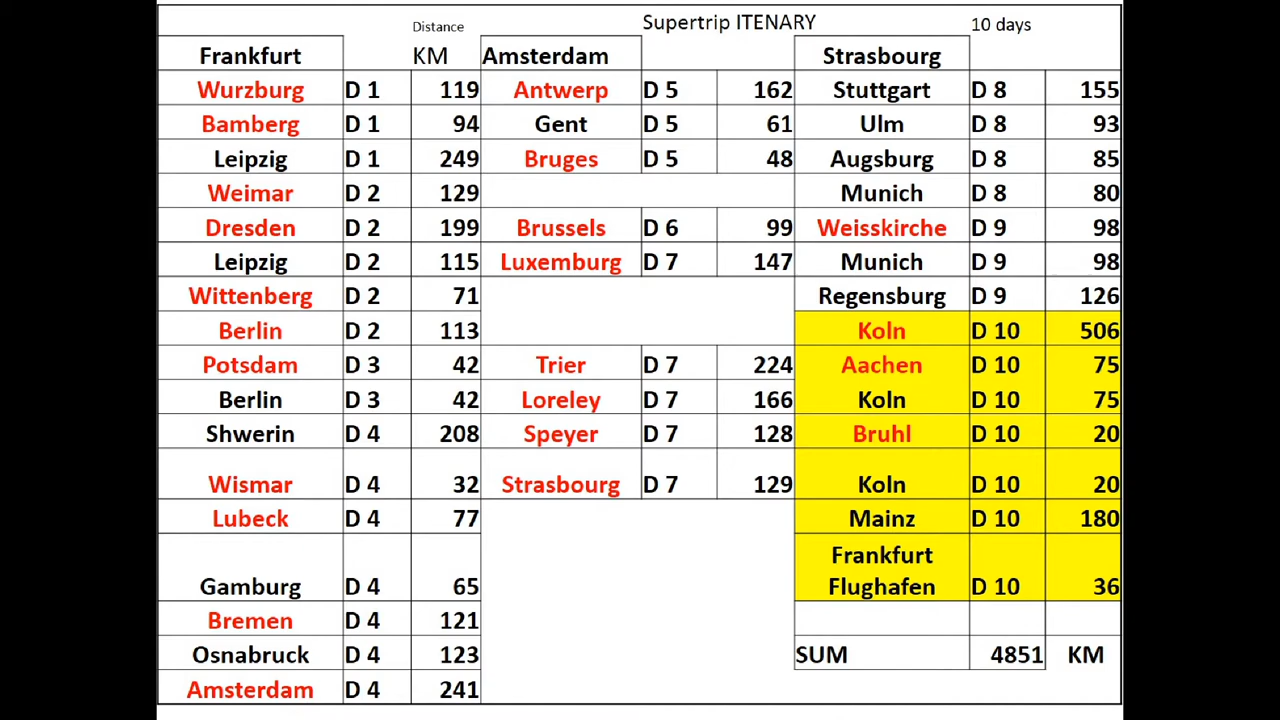 Distance Supertrip ITENARY 10 days
Frankfurt KM Amsterdam Strasbourg
Wurzburg D 1 119 Antwerp D 5 162 Stuttgart D 8 155
Bamberg D 1 94 Gent D 5 61 Ulm D 8 93
Leipzig D 1 249 Bruges D 5 48 Augsburg D 8 85
Weimar D 2 129 Munich D 8 80
Dresden D 2 199 Brussels D 6 99 Weisskirche D 9 98
Leipzig D 2 115 Luxemburg D 7 147 Munich D 9 98
Wittenberg D 2 71 Regensburg D 9 126
Berlin D 2 113 Koln D 10 506
Potsdam D 3 42 Trier D 7 224 Aachen D 10 75
Berlin D 3 42 Loreley D 7 166 Koln D 10 75
Shwerin D 4 208 Speyer D 7 128 Bruhl D 10 20
Wismar D 4 32 Strasbourg D 7 129 Koln D 10 20
Lubeck D 4 77 Mainz D 10 180
Frankfurt
Gamburg D 4 65 Flughafen D 10 36
Bremen D 4 121
Osnabruck D 4 123 SUM 4851 KM
Amsterdam D 4 241